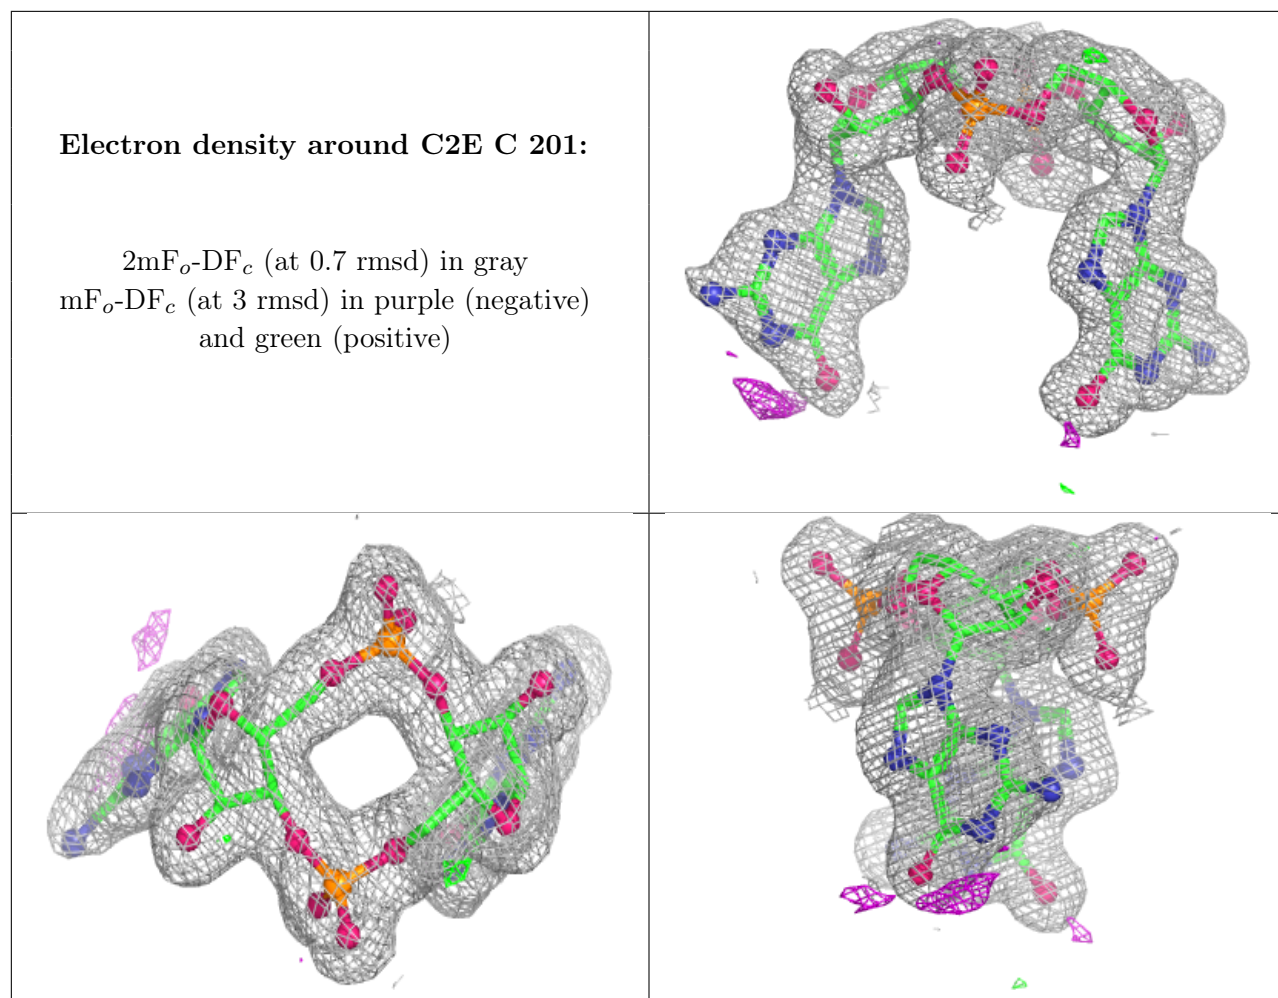 Electron density around C2E C 201:
2mFo-DFc (at 0.7 rmsd) in gray
mFo-DFc (at 3 rmsd) in purple (negative)
and green (positive)